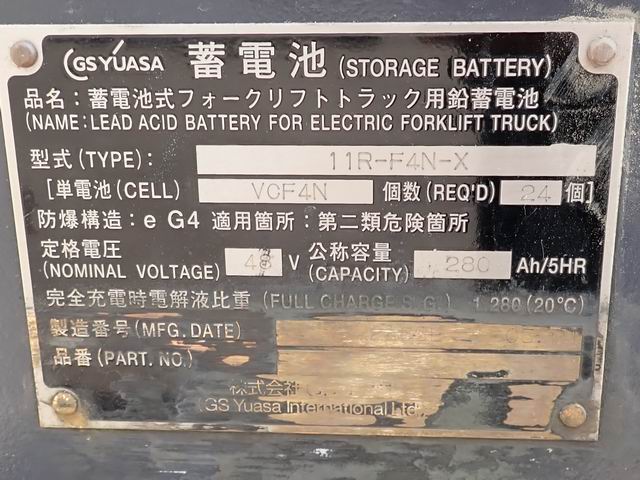 GS YUASA 蓄電池 (STORAGE BATTERY)
品名：蓄電池式フォークリフトトラック用鉛蓄電池
(NAME: LEAD ACID BATTERY FOR ELECTRIC FORKLIFT TRUCK)
型式 (TYPE): 11R-F4N-X
[単電池 (CELL) VCF4N 個数 (REQ'D) 24 個]
防爆構造：e G4 適用箇所：第二類危険箇所
定格電圧 (NOMINAL VOLTAGE) 48 V 公称容量 (CAPACITY) 280 Ah/5HR
完全充電時電解液比重 (FULL CHARGE S.G.) 1.280 (20°C)
製造番号 (MFG. DATE)
品番 (PART. NO.)
株式会社
GS Yuasa International Ltd.